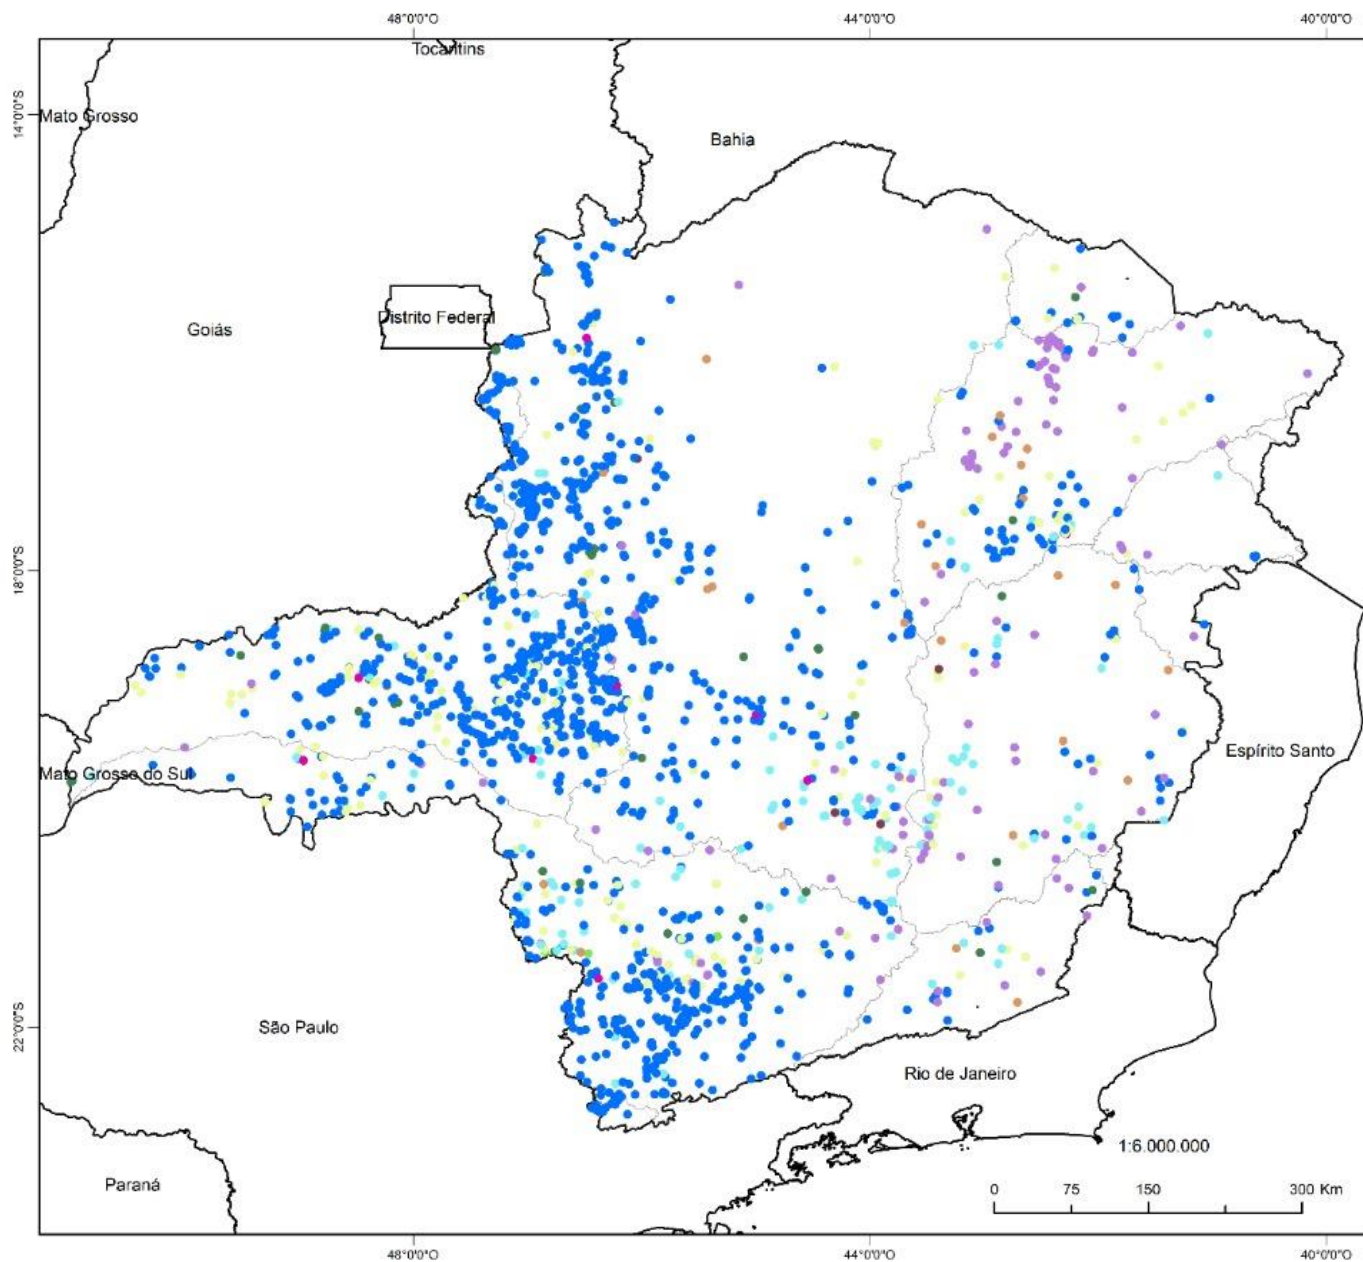 48°0'0"O 44°0'0"O 40°0'0"O
Tocantins
14°0'0"S
Mato Grosso
Bahia
Goiás
Distrito Federal
18°0'0"S
Espírito Santo
Mato Grosso do Sul
22°0'0"S
São Paulo
Rio de Janeiro
1:6.000.000
Paraná
0 75 150 300 Km
48°0'0"O 44°0'0"O 40°0'0"O